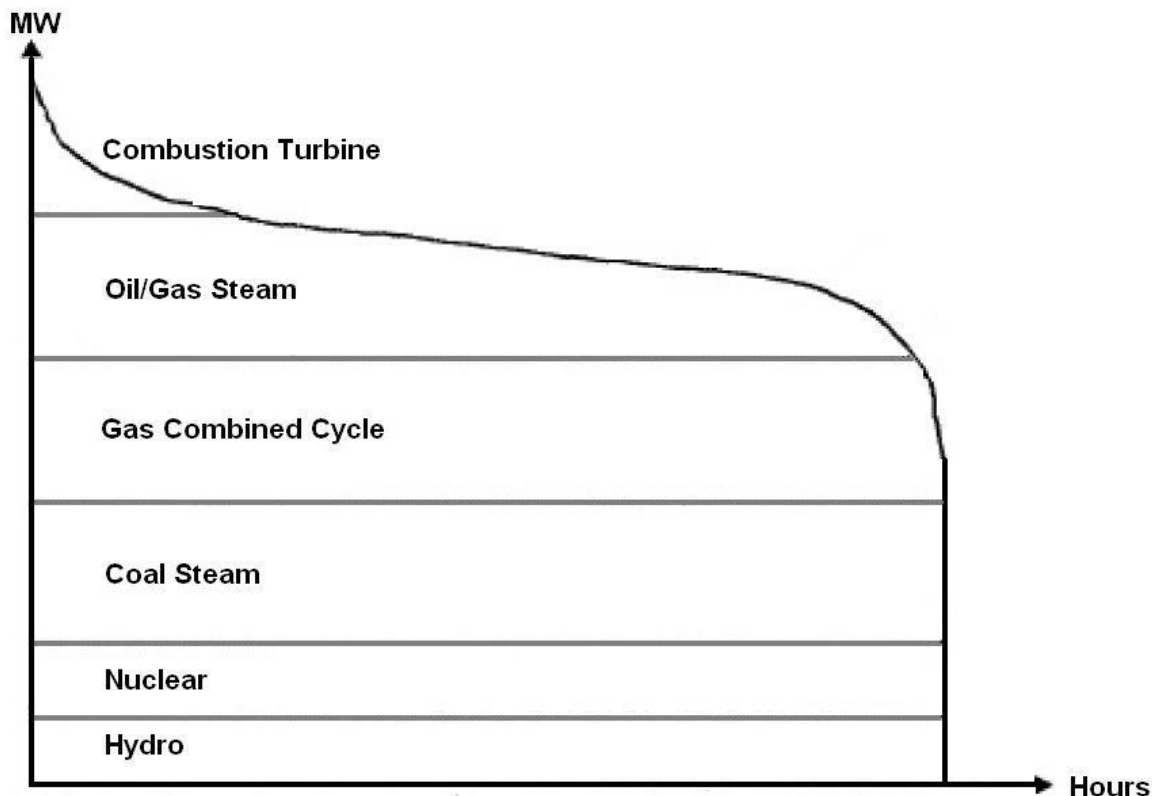 MW
Combustion Turbine
Oil/Gas Steam
Gas Combined Cycle
Coal Steam
Nuclear
Hydro
Hours